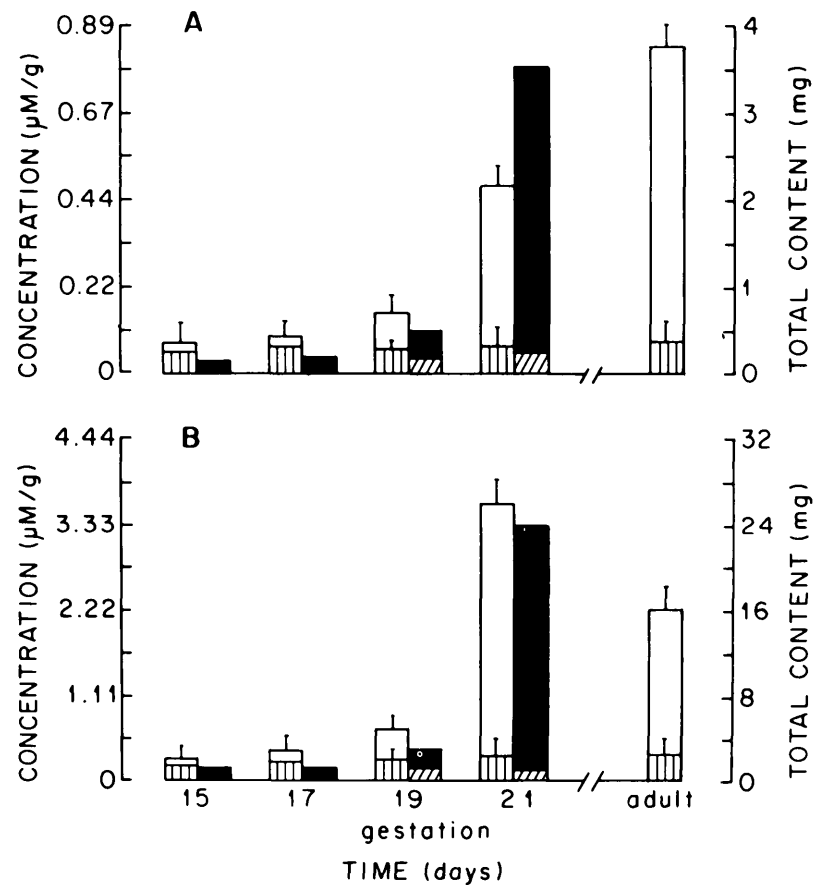 A
0.89
0.67
0.44
0.22
0
CONCENTRATION (μM/g)
4
3
2
1
0
TOTAL CONTENT (mg)
B
4.44
3.33
2.22
1.11
0
CONCENTRATION (μM/g)
32
24
16
8
0
TOTAL CONTENT (mg)
15 17 19 21 adult
gestation
TIME (days)